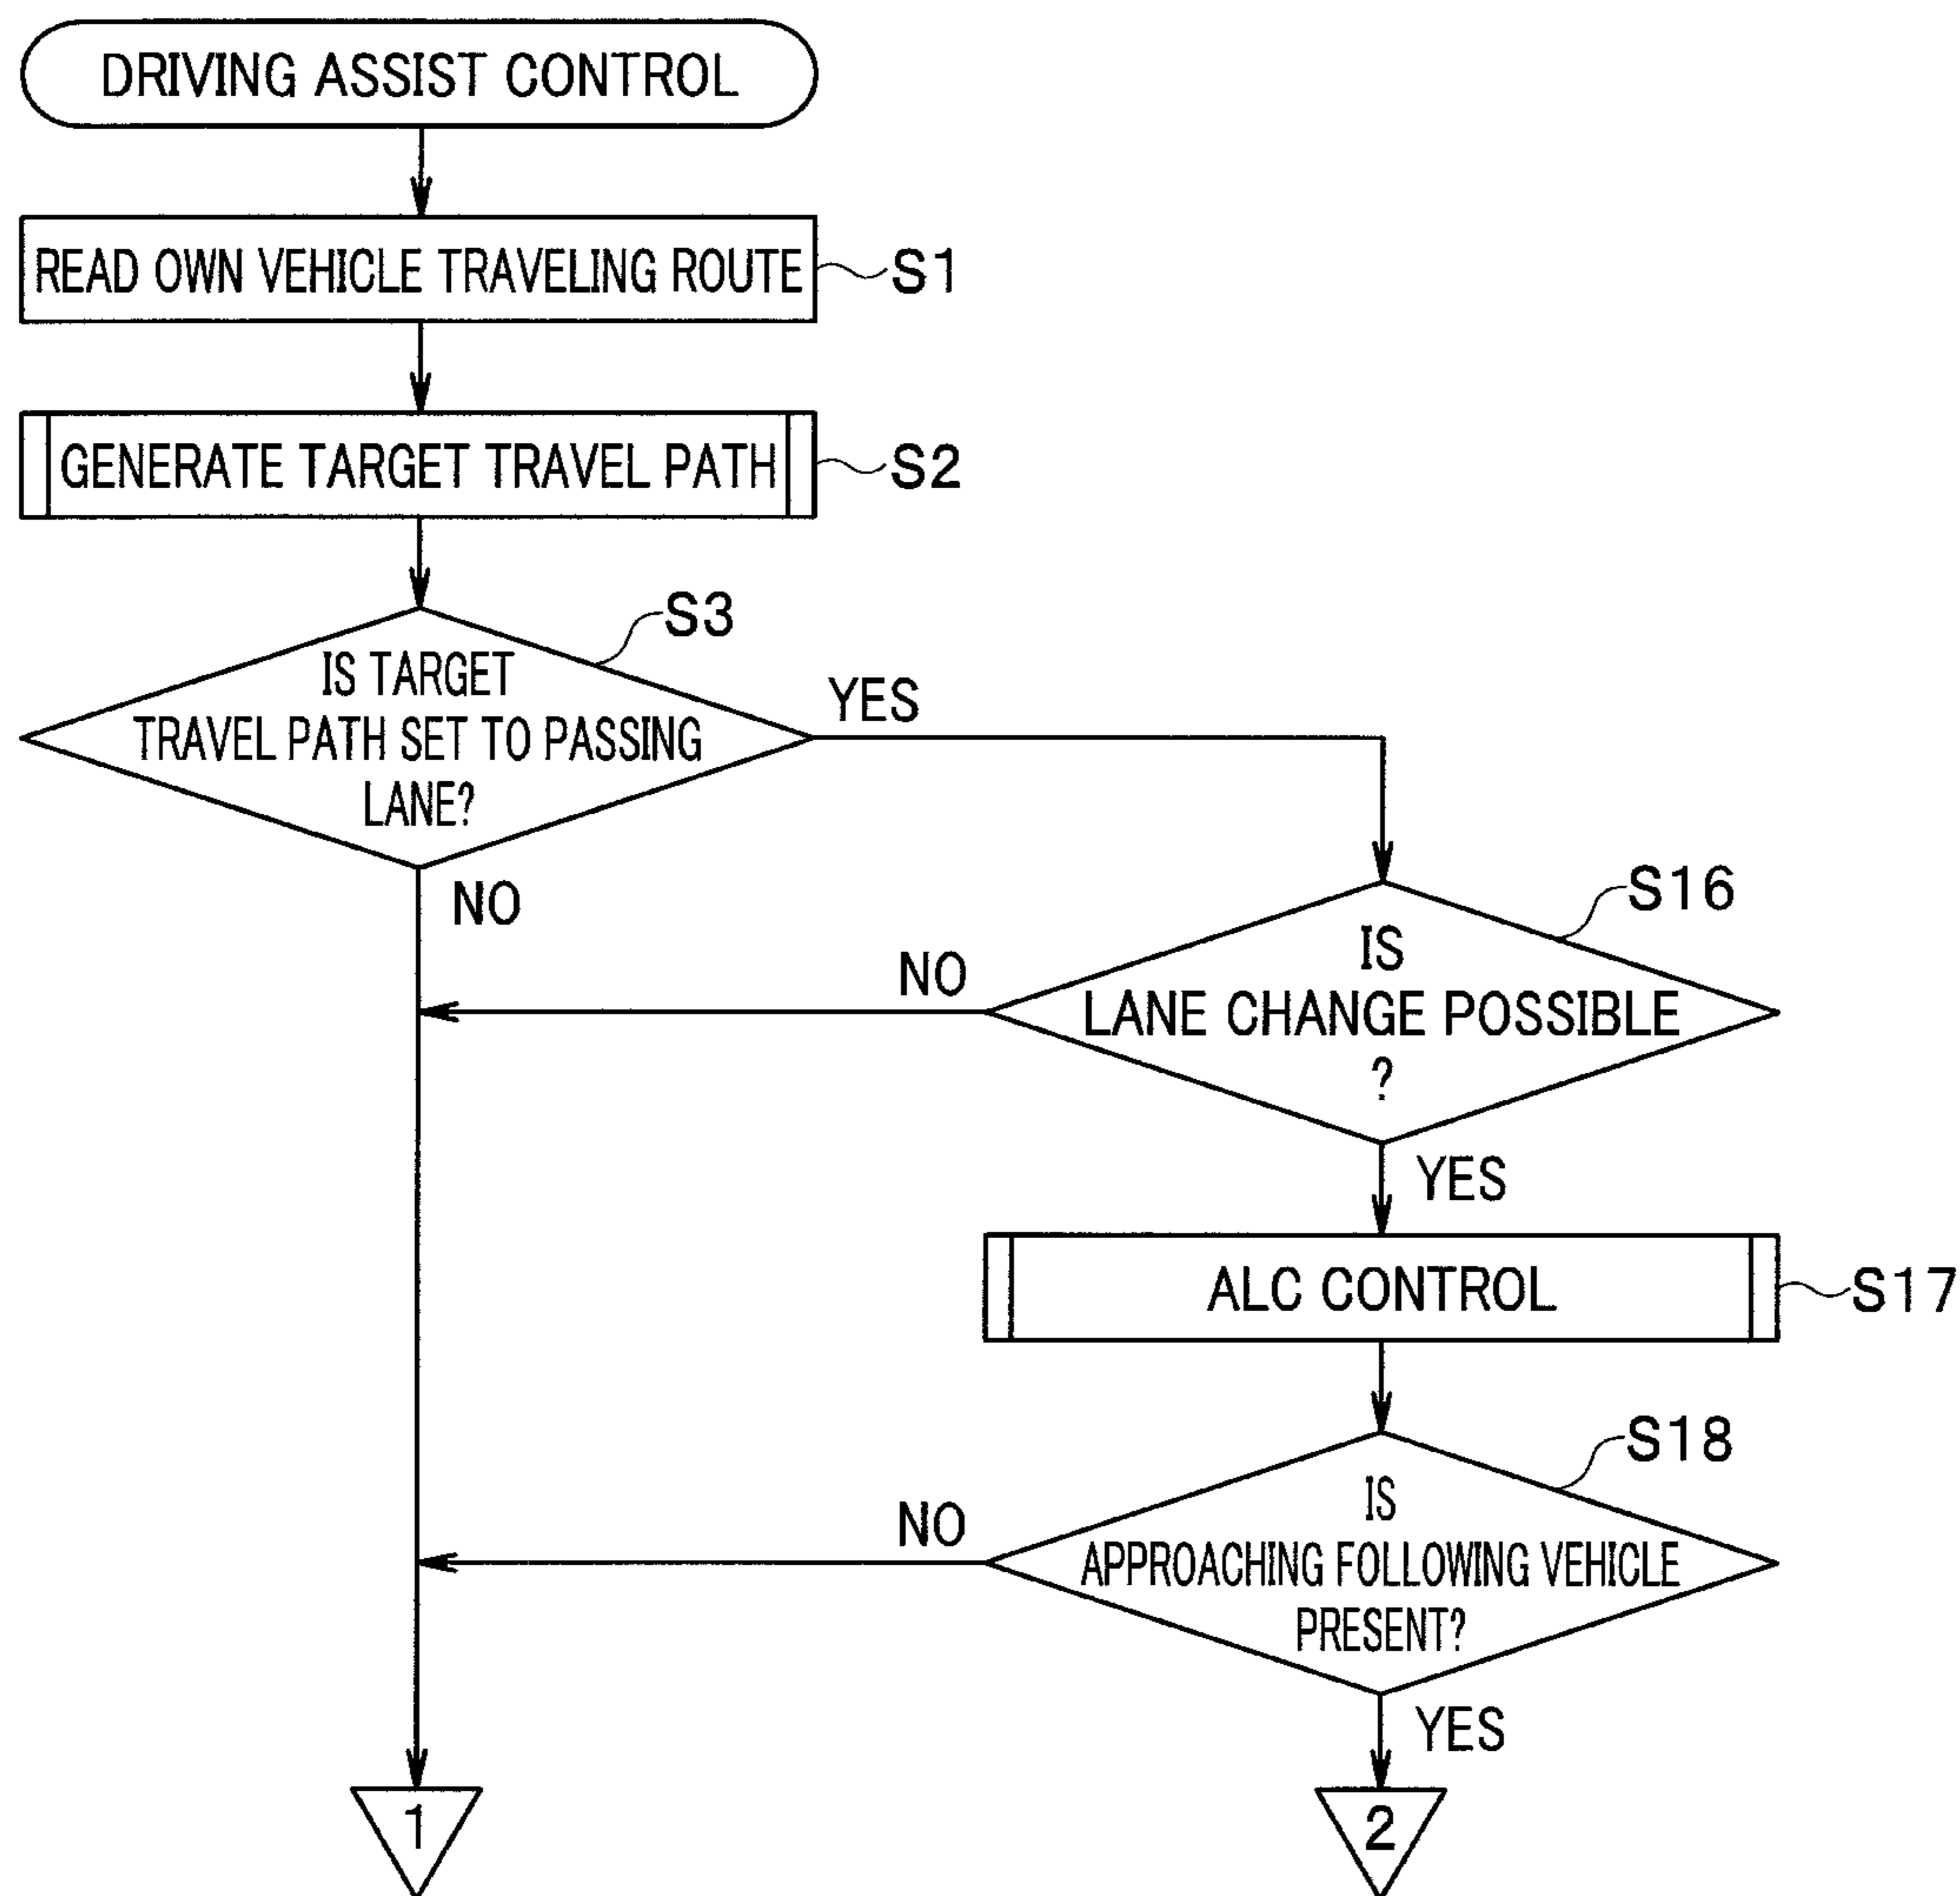 DRIVING ASSIST CONTROL
READ OWN VEHICLE TRAVELING ROUTE
S1
GENERATE TARGET TRAVEL PATH
S2
S3
IS TARGET
TRAVEL PATH SET TO PASSING
LANE?
YES
NO
S16
IS
LANE CHANGE POSSIBLE
?
NO
YES
ALC CONTROL
S17
S18
IS
APPROACHING FOLLOWING VEHICLE
PRESENT?
NO
YES
1
2